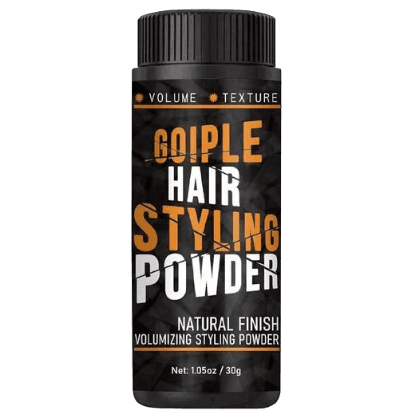 VOLUME TEXTURE
GOIPLE
HAIR
STYLING
POWDER
NATURAL FINISH
VOLUMIZING STYLING POWDER
Net: 1.05oz / 30g